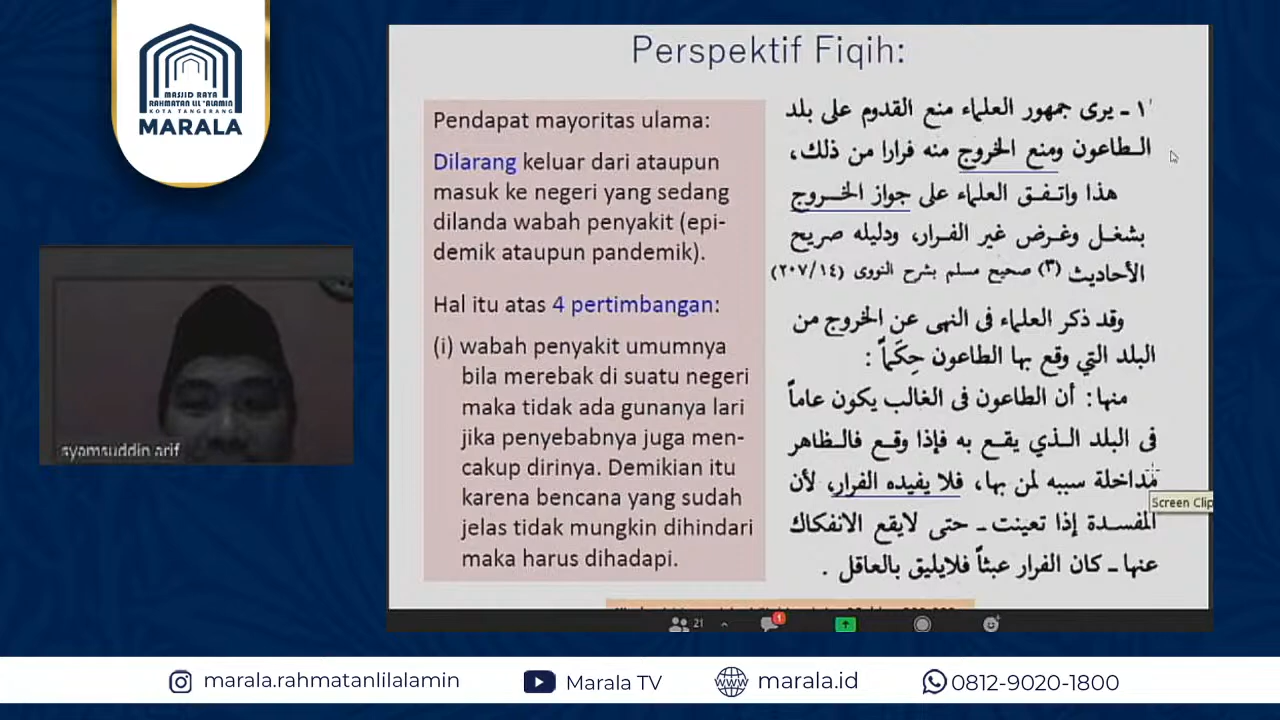 MASJID RAYA
RAHMATAN LIL 'ALAMIN
KOTA TANGERANG
MARALA
syamsuddin arif
Perspektif Fiqih:
Pendapat mayoritas ulama:
Dilarang keluar dari ataupun
masuk ke negeri yang sedang
dilanda wabah penyakit (epi-
demik ataupun pandemik).
Hal itu atas 4 pertimbangan:
(i) wabah penyakit umumnya
bila merebak di suatu negeri
maka tidak ada gunanya lari
jika penyebabnya juga men-
cakup dirinya. Demikian itu
karena bencana yang sudah
jelas tidak mungkin dihindari
maka harus dihadapi.
١ - يرى جمهور العلماء منع القدوم على بلد
الطاعون ومنع الخروج منه فرارا من ذلك،
هذا واتفق العلماء على جواز الخروج
بشغل وغرض غير الفرار، ودليله صريح
الأحاديث (٣) صحيح مسلم بشرح النووى (٢٠٧/١٤)
وقد ذكر العلماء فى النهى عن الخروج من
البلد التي وقع بها الطاعون حِكَماً :
منها : أن الطاعون فى الغالب يكون عاماً
فى البلد الذي يقع به فإذا وقع فالظاهر
مداخلة سببه لمن بها، فلا يفيده الفرار، لأن
المفسدة إذا تعينت - حتى لايقع الانفكاك
عنها - كان الفرار عبثاً فلايليق بالعاقل .
Screen Clip
21
1
marala.rahmatanlilalamin
Marala TV
www
marala.id
0812-9020-1800